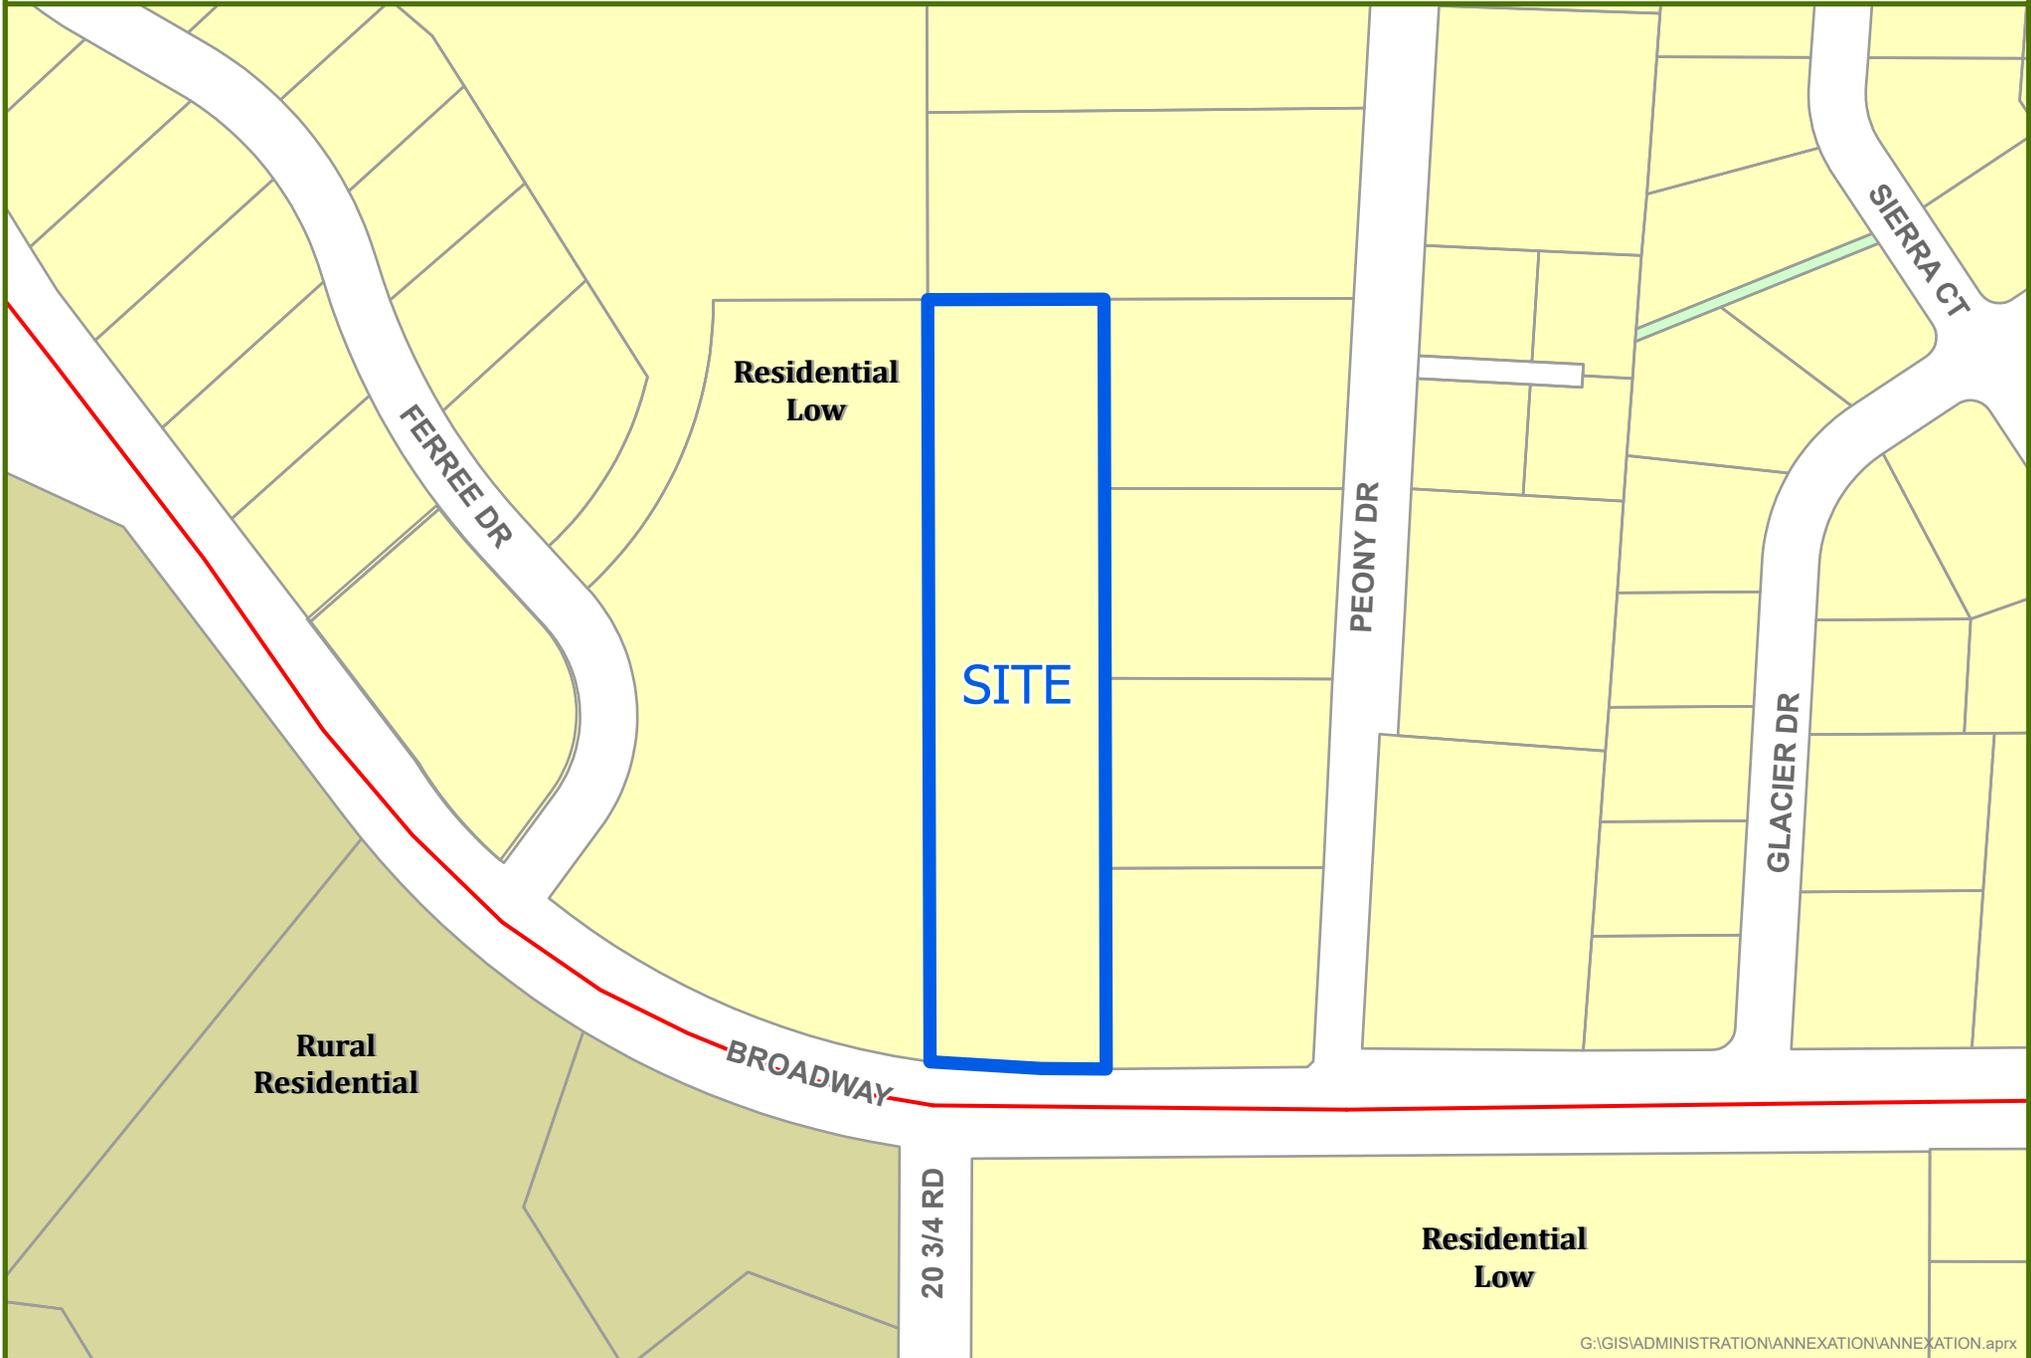 SIERRA CT
Residential
Low
FERREE DR
PEONY DR
SITE
GLACIER DR
Rural
Residential
BROADWAY
20 3/4 RD
Residential
Low
G:\GIS\ADMINISTRATION\ANNEXATION\ANNEXATION.aprx